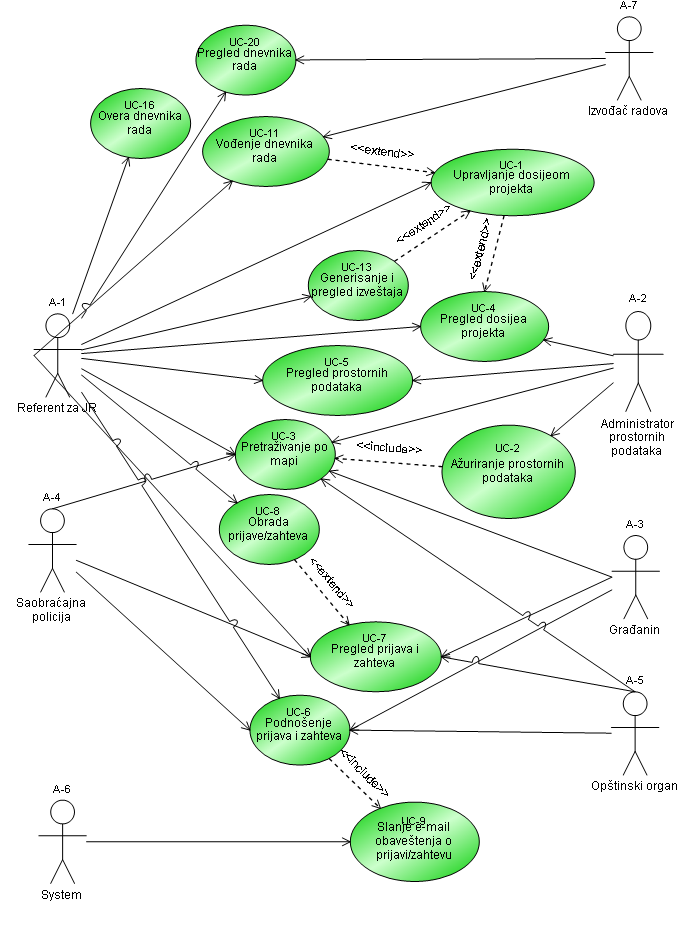 A-7
Izvođač radova
UC-20
Pregled dnevnika
rada
UC-16
Overa dnevnika
rada
UC-11
Vođenje dnevnika
rada
<<extend>>
UC-1
Upravljanje dosijeom
projekta
<<extend>>
<<extend>>
UC-13
Generisanje i
pregled izveštaja
A-1
Referent za JR
UC-4
Pregled dosijea
projekta
A-2
Administrator
prostornih
podataka
UC-5
Pregled prostornih
podataka
UC-3
Pretraživanje po
mapi
<<include>>
UC-2
Ažuriranje prostornih
podataka
A-4
Saobraćajna
policija
UC-8
Obrada
prijave/zahteva
<<extend>>
A-3
Građanin
UC-7
Pregled prijava i
zahteva
A-5
Opštinski organ
UC-6
Podnošenje
prijava i zahteva
<<include>>
A-6
System
UC-9
Slanje e-mail
obaveštenja o
prijavi/zahtevu